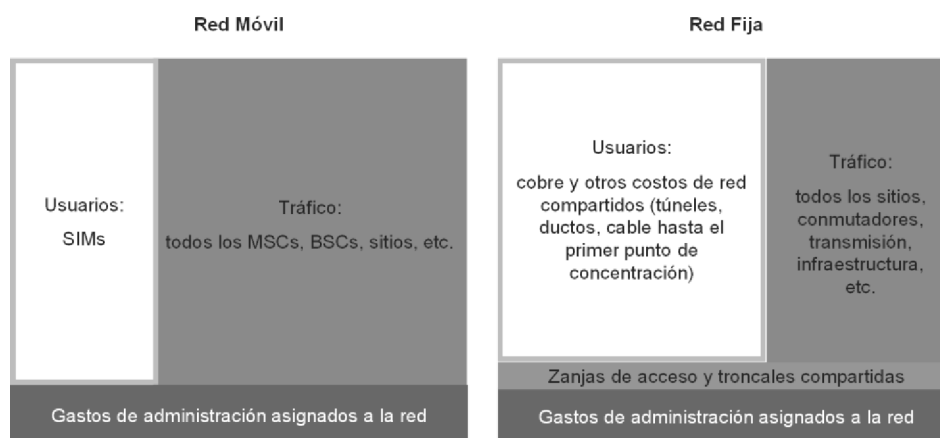 Red Móvil
Usuarios:
SIMs
Tráfico:
todos los MSCs, BSCs, sitios, etc.
Gastos de administración asignados a la red
Red Fija
Usuarios:
cobre y otros costos de red
compartidos (túneles,
ductos, cable hasta el
primer punto de
concentración)
Tráfico:
todos los sitios,
conmutadores,
transmisión,
infraestructura,
etc.
Zanjas de acceso y troncales compartidas
Gastos de administración asignados a la red